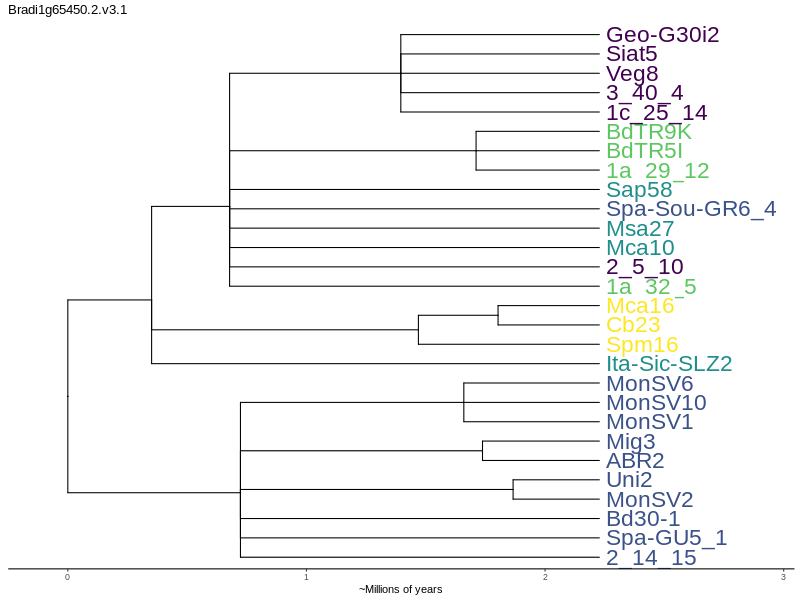 Bradi1g65450.2.v3.1
Geo-G30i2
Siat5
Veg8
3_40_4
1c_25_14
BdTR9K
BdTR5I
1a_29_12
Sap58
Spa-Sou-GR6_4
Msa27
Mca10
2_5_10
1a_32_5
Mca16
Cb23
Spm16
Ita-Sic-SLZ2
MonSV6
MonSV10
MonSV1
Mig3
ABR2
Uni2
MonSV2
Bd30-1
Spa-GU5_1
2_14_15
0 1 2 3
~Millions of years